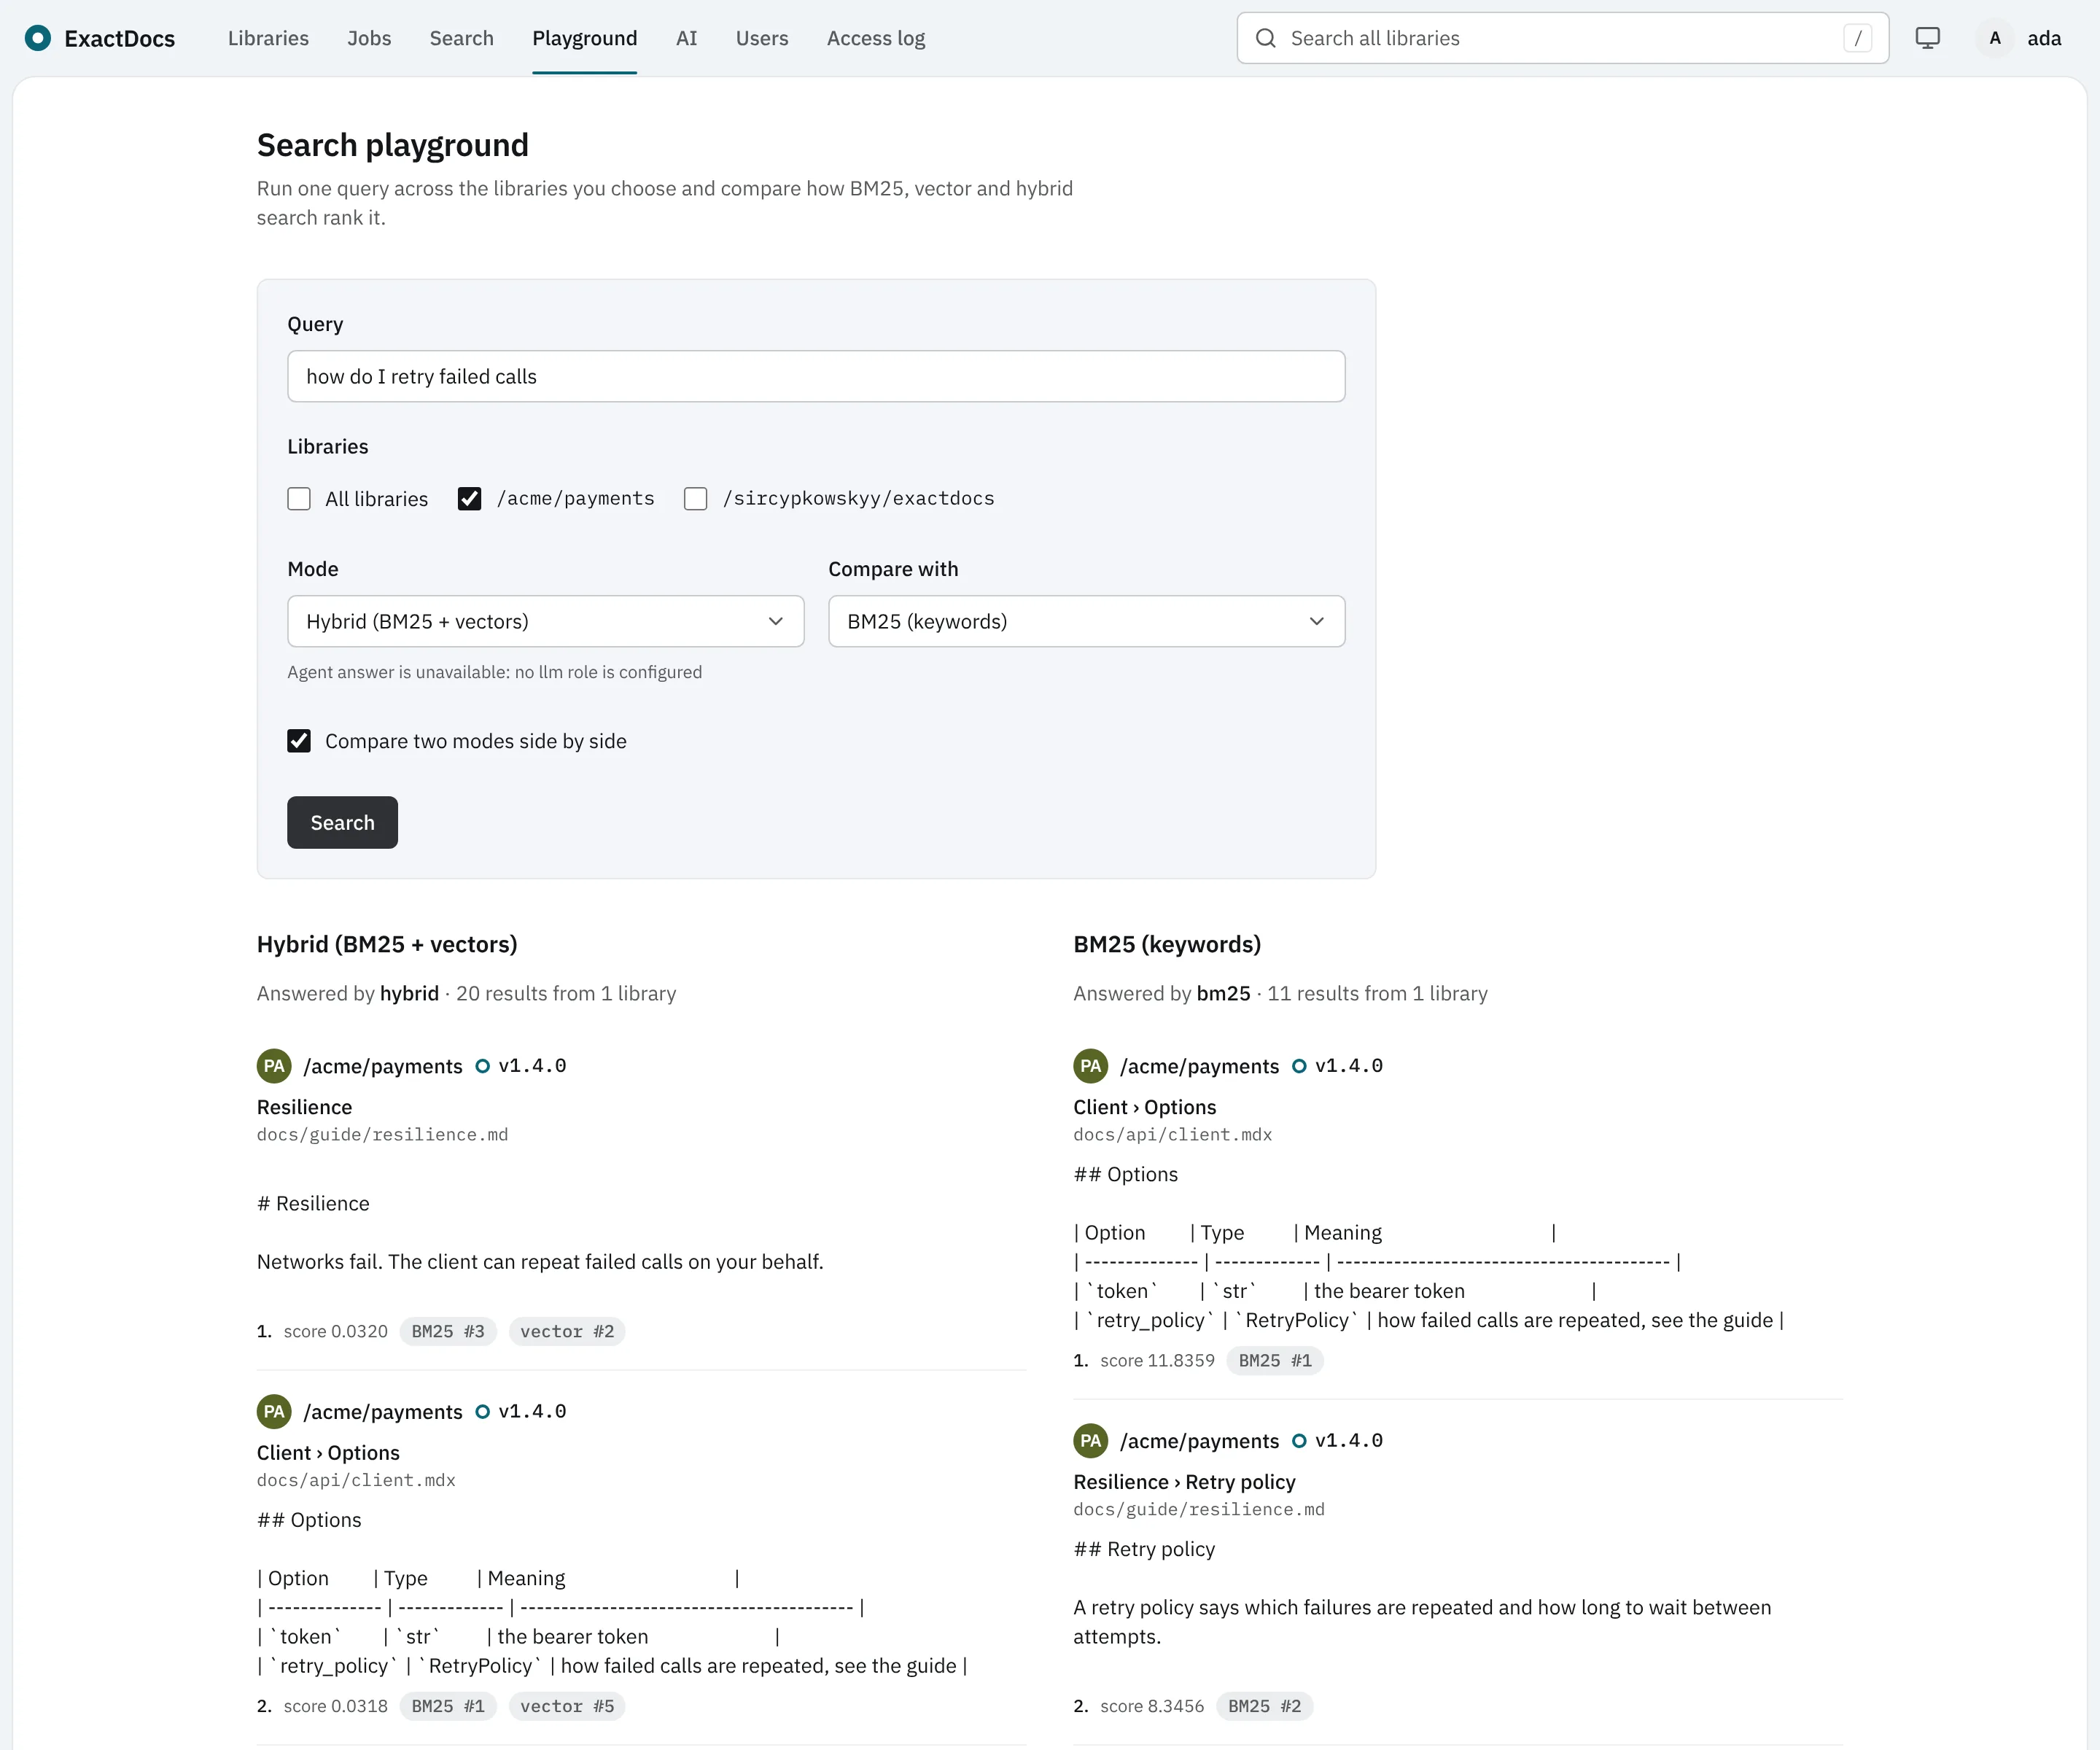 ExactDocs
Libraries
Jobs
Search
Playground
AI
Users
Access log
Search all libraries
/
A
ada
Search playground
Run one query across the libraries you choose and compare how BM25, vector and hybrid
search rank it.
Query
how do I retry failed calls
Libraries
All libraries
/acme/payments
/sircypkowskyy/exactdocs
Mode
Compare with
Hybrid (BM25 + vectors)
BM25 (keywords)
Agent answer is unavailable: no llm role is configured
Compare two modes side by side
Search
Hybrid (BM25 + vectors)
Answered by hybrid · 20 results from 1 library
PA /acme/payments v1.4.0
Resilience
docs/guide/resilience.md
# Resilience
Networks fail. The client can repeat failed calls on your behalf.
1. score 0.0320 BM25 #3 vector #2
PA /acme/payments v1.4.0
Client › Options
docs/api/client.mdx
## Options
| Option | Type | Meaning |
| -------------- | ------------- | ----------------------------------------- |
| `token` | `str` | the bearer token |
| `retry_policy` | `RetryPolicy` | how failed calls are repeated, see the guide |
2. score 0.0318 BM25 #1 vector #5
BM25 (keywords)
Answered by bm25 · 11 results from 1 library
PA /acme/payments v1.4.0
Client › Options
docs/api/client.mdx
## Options
| Option | Type | Meaning |
| -------------- | ------------- | ----------------------------------------- |
| `token` | `str` | the bearer token |
| `retry_policy` | `RetryPolicy` | how failed calls are repeated, see the guide |
1. score 11.8359 BM25 #1
PA /acme/payments v1.4.0
Resilience › Retry policy
docs/guide/resilience.md
## Retry policy
A retry policy says which failures are repeated and how long to wait between
attempts.
2. score 8.3456 BM25 #2